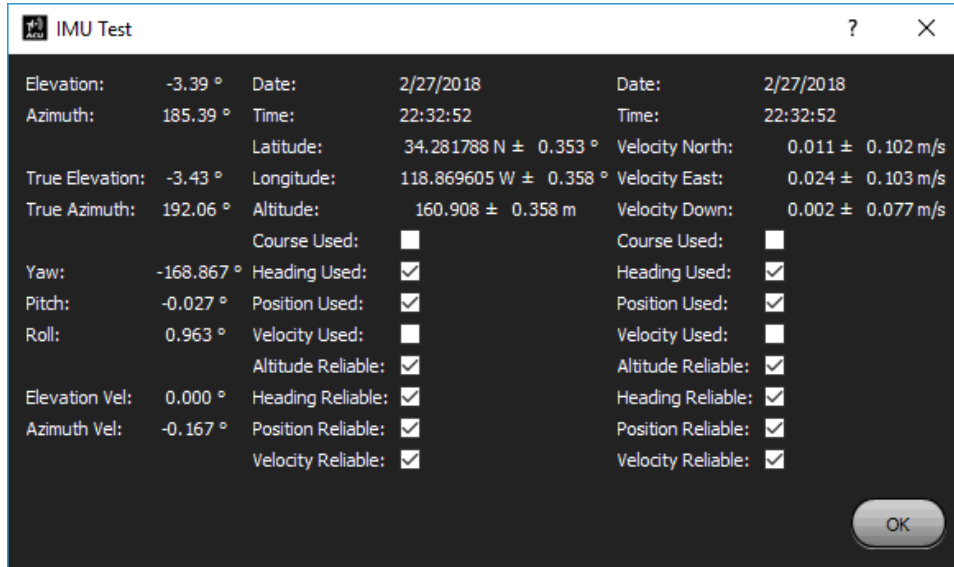 ACU IMU Test ?
Elevation: -3.39 ° Date: 2/27/2018 Date: 2/27/2018
Azimuth: 185.39 ° Time: 22:32:52 Time: 22:32:52
Latitude: 34.281788 N ± 0.353 ° Velocity North: 0.011 ± 0.102 m/s
True Elevation: -3.43 ° Longitude: 118.869605 W ± 0.358 ° Velocity East: 0.024 ± 0.103 m/s
True Azimuth: 192.06 ° Altitude: 160.908 ± 0.358 m Velocity Down: 0.002 ± 0.077 m/s
Course Used: Course Used:
Yaw: -168.867 ° Heading Used: Heading Used:
Pitch: -0.027 ° Position Used: Position Used:
Roll: 0.963 ° Velocity Used: Velocity Used:
Altitude Reliable: Altitude Reliable:
Elevation Vel: 0.000 ° Heading Reliable: Heading Reliable:
Azimuth Vel: -0.167 ° Position Reliable: Position Reliable:
Velocity Reliable: Velocity Reliable:
OK